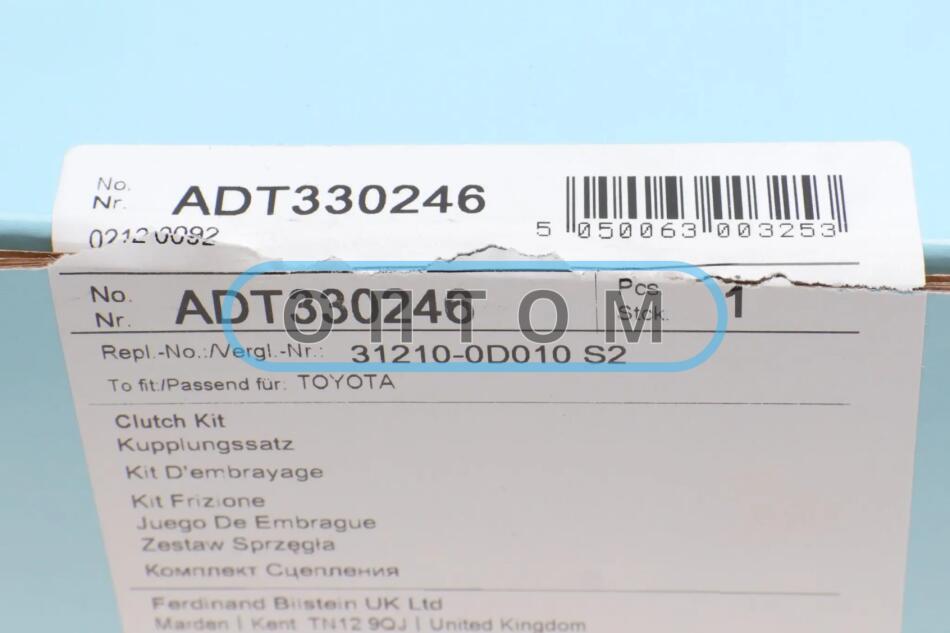 No.
Nr. ADT330246
0212 0092
5 050063 003253
No.
Nr. ADT330246
Pcs
Stck. 1
ОПТОМ
Repl.-No.:/Vergl.-Nr.: 31210-0D010 S2
To fit:/Passend für: TOYOTA
Clutch Kit
Kupplungssatz
Kit D'embrayage
Kit Frizione
Juego De Embrague
Zestaw Sprzęgła
Комплект Сцепления
Ferdinand Bilstein UK Ltd
Marden | Kent TN12 9QJ | United Kingdom